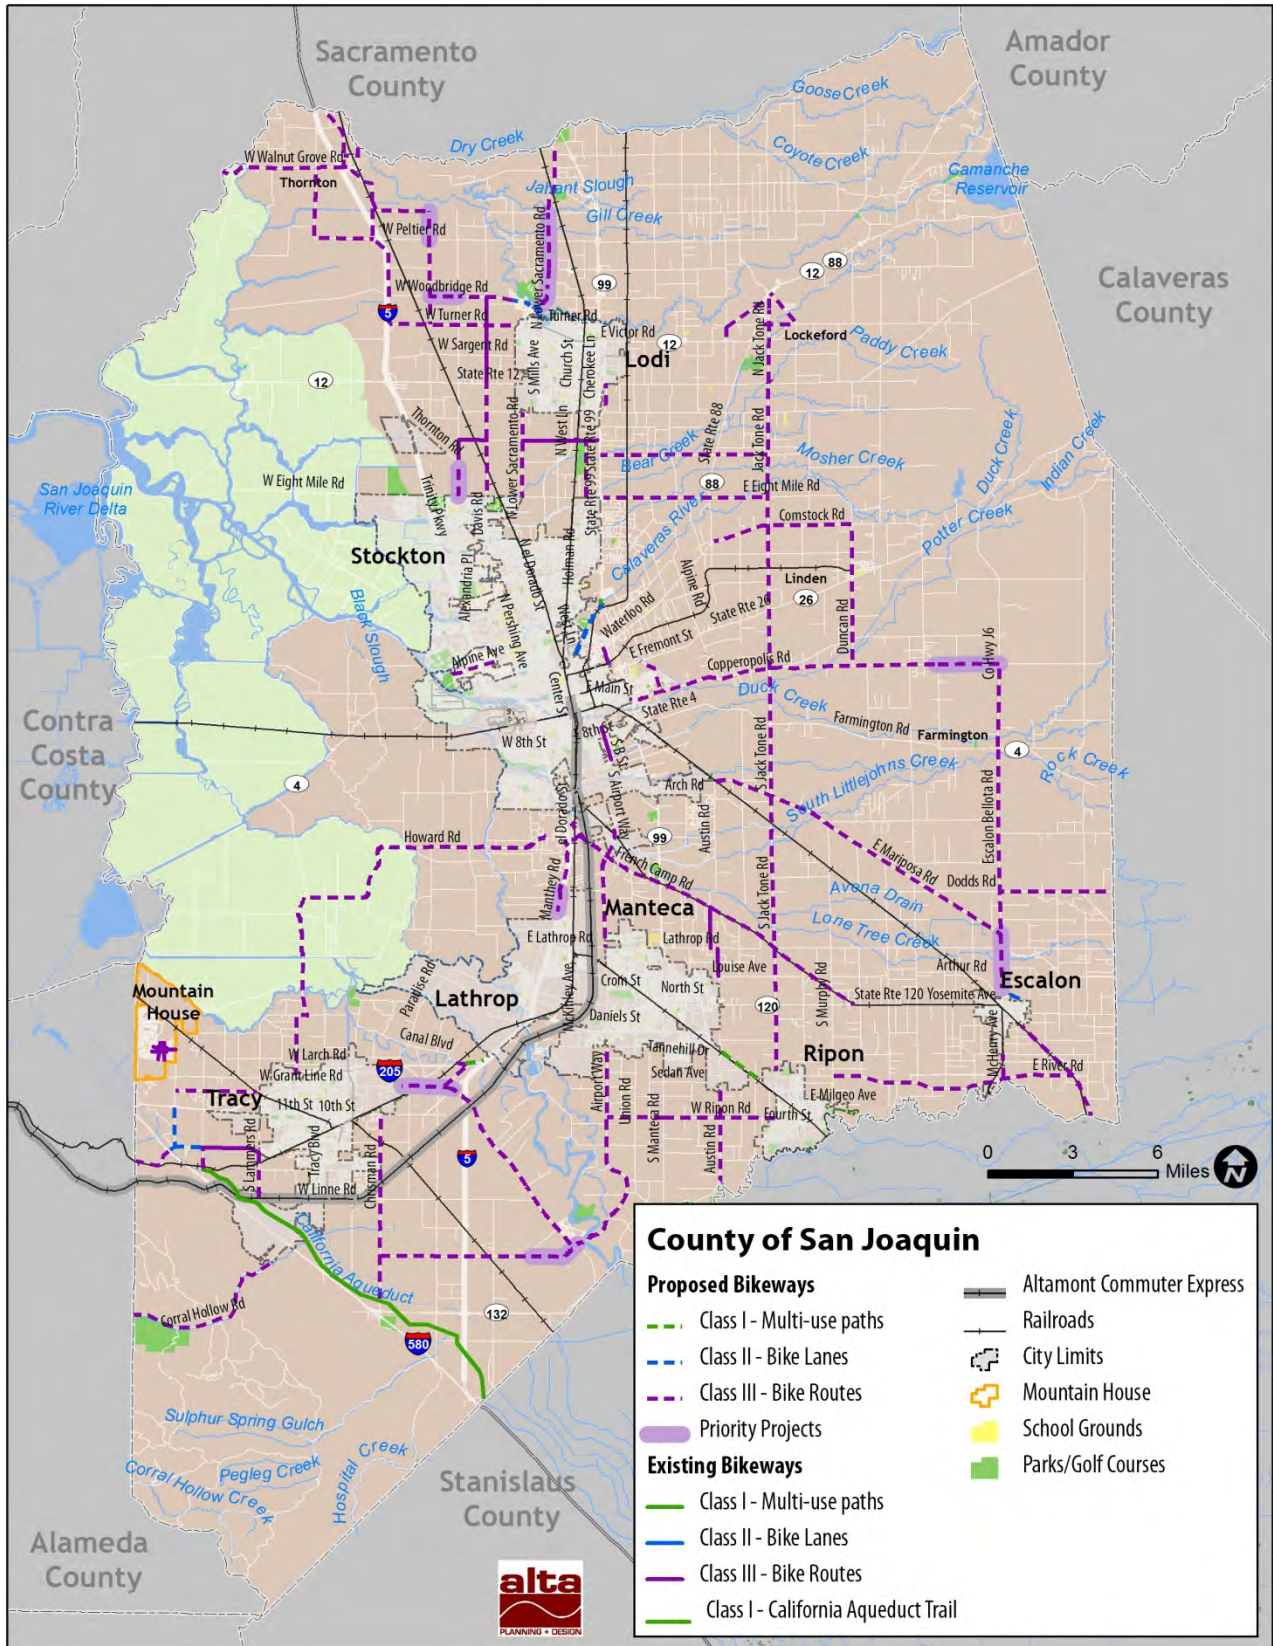 Sacramento
County
Amador
County
Goose Creek
Dry Creek
Coyote Creek
W Walnut Grove Rd
Thornton
Camanche
Reservoir
Jahant Slough
Gill Creek
W Peltier Rd
N Lower Sacramento Rd
12
88
99
Calaveras
County
W Woodbridge Rd
5
W Turner Rd
Turner Rd
E Victor Rd
12
N Jack Tone Rd
Lockeford
Paddy Creek
W Sargent Rd
Lodi
State Rte 12
S Mills Ave
Church St
Cherokee Ln
12
Thornton Rd
N Lower Sacramento Rd
N West Ln
State Rte 99
State Rte 99
State Rte 88
Jack Tone Rd
Bear Creek
Mosher Creek
Duck Creek
Indian Creek
88
E Eight Mile Rd
W Eight Mile Rd
San Joaquin
River Delta
Trinity Pkwy
Davis Rd
Holman Rd
Calaveras River
Comstock Rd
Potter Creek
Stockton
N el Dorado St
Alexandria Pl
N Pershing Ave
West Ln
Alpine Rd
Linden
26
State Rte 26
Waterloo Rd
Duncan Rd
Black Slough
E Fremont St
Alpine Ave
Copperopolis Rd
Co Hwy J6
Center St
E Main St
Duck Creek
State Rte 4
Farmington Rd
Farmington
Contra
Costa
County
W 8th St
E 8th St
S B St
4
Rock Creek
South Littlejohns Creek
S Jack Tone Rd
4
el Dorado St
S Airport Way
Arch Rd
Austin Rd
Escalon Bellota Rd
Howard Rd
99
French Camp Rd
E Mariposa Rd
Dodds Rd
Manthey Rd
S Jack Tone Rd
Avena Drain
Manteca
Lone Tree Creek
E Lathrop Rd
Lathrop Rd
Arthur Rd
Louise Ave
Escalon
Mountain
House
Paradise Rd
Lathrop
McKinley Ave
Crom St
North St
State Rte 120 Yosemite Ave
120
S Murphy Rd
Daniels St
Canal Blvd
W Larch Rd
Tannehill Dr
Ripon
McHenry Ave
W Grant Line Rd
205
Sedan Ave
E River Rd
Tracy
11th St
10th St
Airport Way
Union Rd
W Ripon Rd
E Milgeo Ave
Fourth St
S Manteca Rd
Austin Rd
S Lammers Rd
Tracy Blvd
Chrisman Rd
5
W Linne Rd
0
3
6
Miles
N
California Aqueduct
Corral Hollow Rd
132
580
Sulphur Spring Gulch
Pegleg Creek
Corral Hollow Creek
Hospital Creek
Stanislaus
County
Alameda
County
alta
PLANNING + DESIGN
County of San Joaquin
Proposed Bikeways
Class I - Multi-use paths
Class II - Bike Lanes
Class III - Bike Routes
Priority Projects
Existing Bikeways
Class I - Multi-use paths
Class II - Bike Lanes
Class III - Bike Routes
Class I - California Aqueduct Trail
Altamont Commuter Express
Railroads
City Limits
Mountain House
School Grounds
Parks/Golf Courses